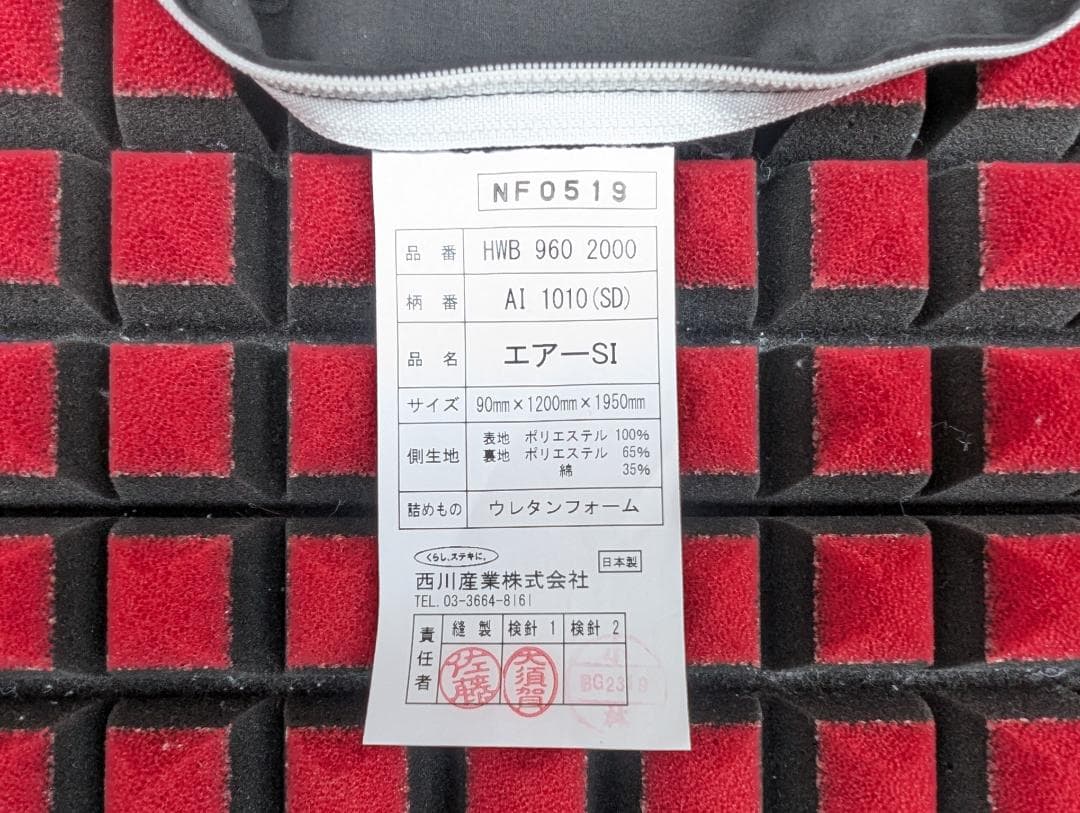 NF0519
品番 HWB 960 2000
柄番 AI 1010(SD)
品名 エアーSI
サイズ 90mm×1200mm×1950mm
側生地 表地 ポリエステル 100%
裏地 ポリエステル 65%
綿 35%
詰めもの ウレタンフォーム
くらし、ステキに。
日本製
西川産業株式会社
TEL. 03-3664-8161
責任者 縫製 検針 1 検針 2
佐藤 大須賀 BG2319